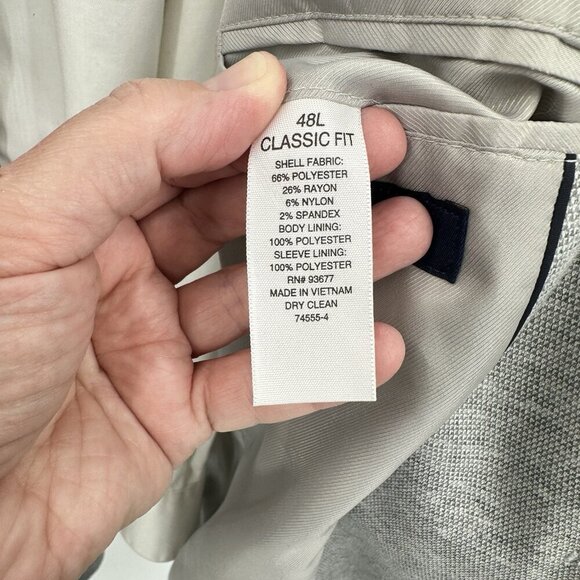 48L
CLASSIC FIT
SHELL FABRIC:
66% POLYESTER
26% RAYON
6% NYLON
2% SPANDEX
BODY LINING:
100% POLYESTER
SLEEVE LINING:
100% POLYESTER
RN# 93677
MADE IN VIETNAM
DRY CLEAN
74555-4